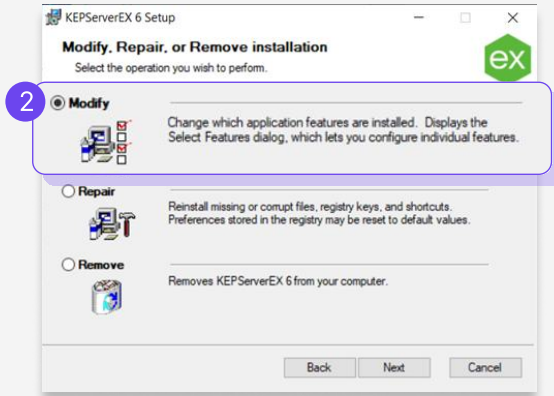 KEPServerEX 6 Setup
Modify, Repair, or Remove installation
Select the operation you wish to perform.
ex
2
Modify
Change which application features are installed. Displays the
Select Features dialog, which lets you configure individual features.
Repair
Reinstall missing or corrupt files, registry keys, and shortcuts.
Preferences stored in the registry may be reset to default values.
Remove
Removes KEPServerEX 6 from your computer.
Back
Next
Cancel